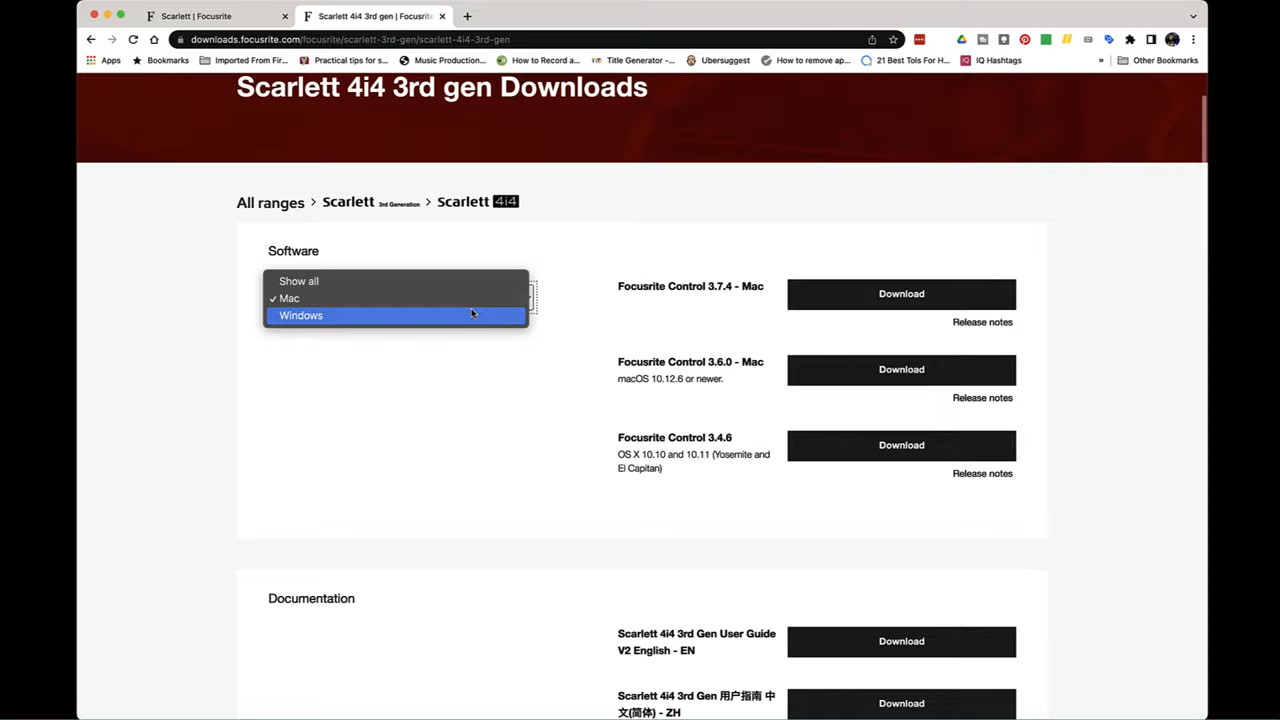 Scarlett | Focusrite
Scarlett 4i4 3rd gen | Focusrite
downloads.focusrite.com/focusrite/scarlett-3rd-gen/scarlett-4i4-3rd-gen
Apps Bookmarks Imported From Fir... Practical tips for s... Music Production... How to Record a... Title Generator -... Ubersuggest How to remove ap... 21 Best Tols For H... IQ Hashtags » Other Bookmarks
Scarlett 4i4 3rd gen Downloads
All ranges > Scarlett 3rd Generation > Scarlett 4i4
Software
Show all
✓ Mac
Windows
Focusrite Control 3.7.4 - Mac
Download
Release notes
Focusrite Control 3.6.0 - Mac
macOS 10.12.6 or newer.
Download
Release notes
Focusrite Control 3.4.6
OS X 10.10 and 10.11 (Yosemite and
El Capitan)
Download
Release notes
Documentation
Scarlett 4i4 3rd Gen User Guide
V2 English - EN
Download
Scarlett 4i4 3rd Gen 用户指南 中
文(简体) - ZH
Download